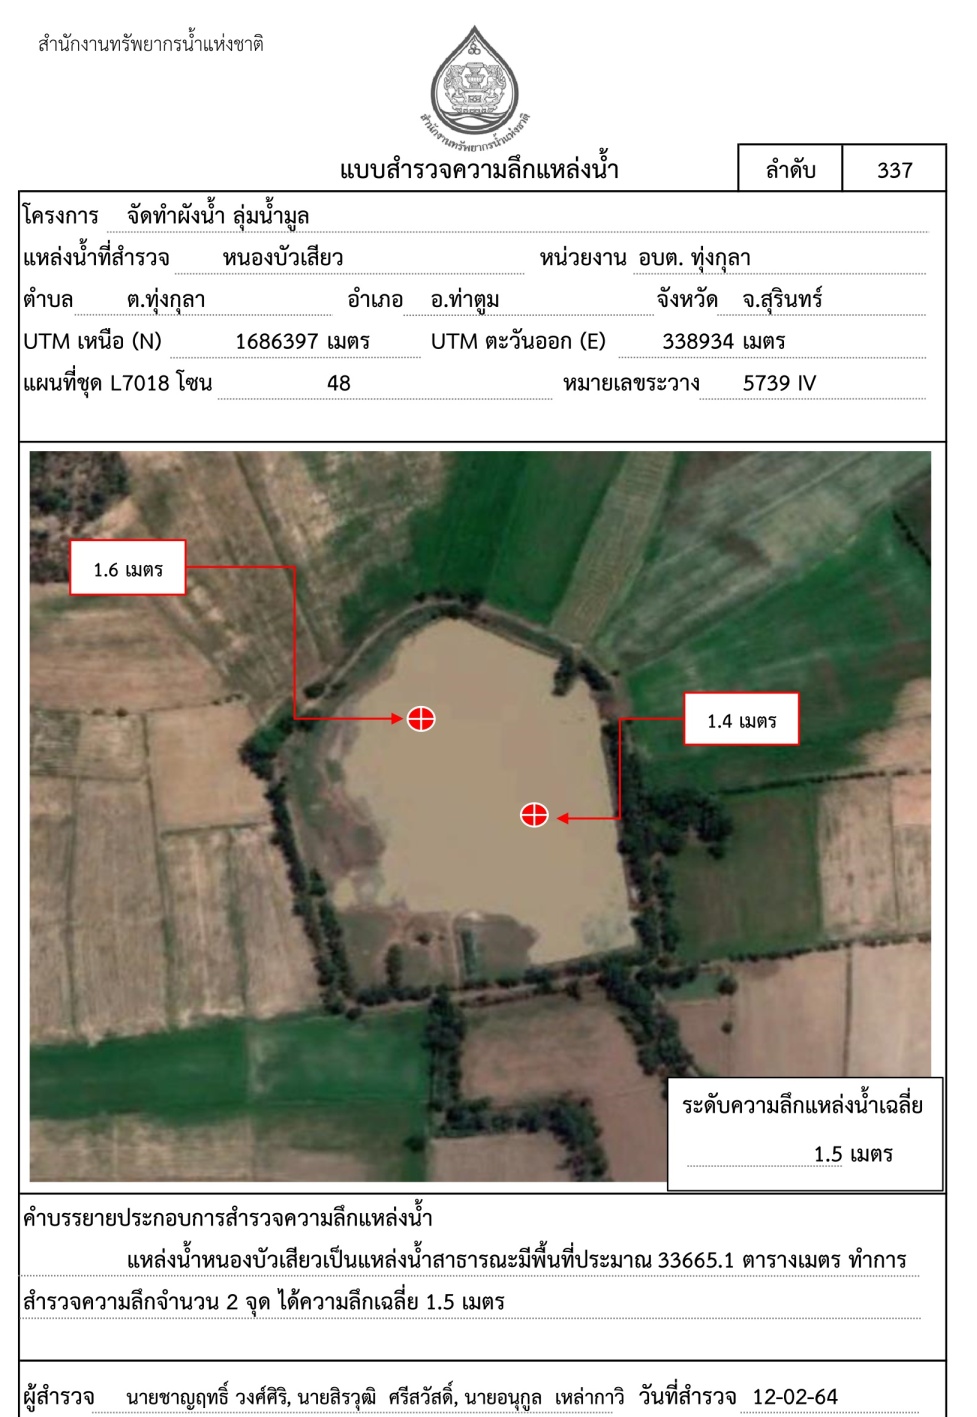 สำนักงานทรัพยากรน้ำแห่งชาติ
สำนักงานทรัพยากรน้ำแห่งชาติ
แบบสำรวจความลึกแหล่งน้ำ ลำดับ 337
โครงการ จัดทำผังน้ำ ลุ่มน้ำมูล
แหล่งน้ำที่สำรวจ หนองบัวเสียว หน่วยงาน อบต. ทุ่งกุลา
ตำบล ต.ทุ่งกุลา อำเภอ อ.ท่าตูม จังหวัด จ.สุรินทร์
UTM เหนือ (N) 1686397 เมตร UTM ตะวันออก (E) 338934 เมตร
แผนที่ชุด L7018 โซน 48 หมายเลขระวาง 5739 IV
1.6 เมตร
1.4 เมตร
ระดับความลึกแหล่งน้ำเฉลี่ย
1.5 เมตร
คำบรรยายประกอบการสำรวจความลึกแหล่งน้ำ
แหล่งน้ำหนองบัวเสียวเป็นแหล่งน้ำสาธารณะมีพื้นที่ประมาณ 33665.1 ตารางเมตร ทำการ
สำรวจความลึกจำนวน 2 จุด ได้ความลึกเฉลี่ย 1.5 เมตร
ผู้สำรวจ นายชาญฤทธิ์ วงศ์ศิริ, นายสิรวุฒิ ศรีสวัสดิ์, นายอนุกูล เหล่ากาวี วันที่สำรวจ 12-02-64